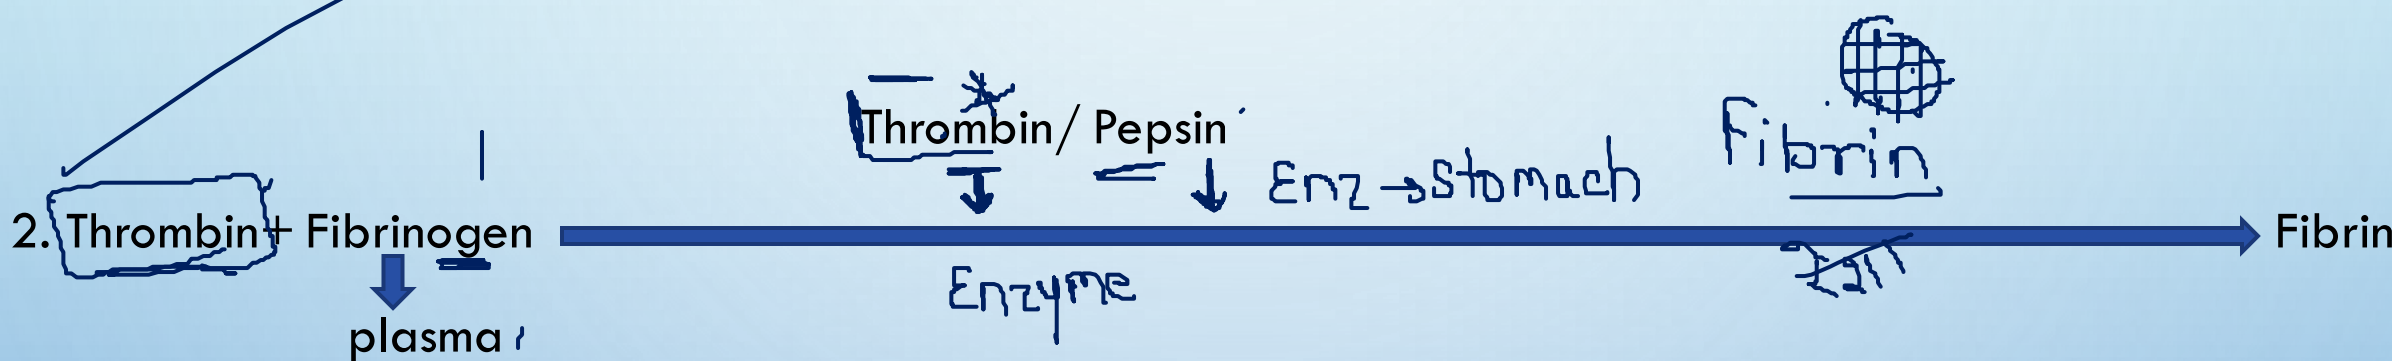 Thrombin/ Pepsin
Enz → stomach
Fibrin
2. Thrombin + Fibrinogen
Fibrin
Enzyme
plasma